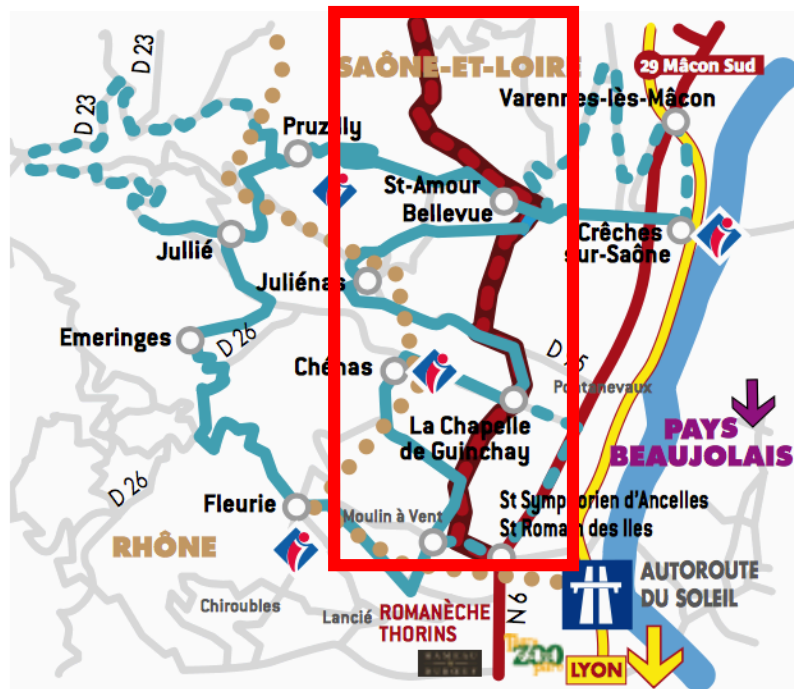 D 23
SAÔNE-ET-LOIRE
29 Mâcon Sud
D 23
Varennes-lès-Mâcon
Pruzilly
St-Amour
Bellevue
Crêches
sur-Saône
Jullié
Juliénas
Emeringes
D 26
D 95
Chénas
Pontanevaux
La Chapelle
de Guinchay
PAYS
BEAUJOLAIS
D 26
Fleurie
Moulin à Vent
St Symphorien d'Ancelles
St Romain des Iles
RHÔNE
AUTOROUTE
DU SOLEIL
Chiroubles
Lancié
ROMANÈCHE
THORINS
N 6
ZOO
LYON